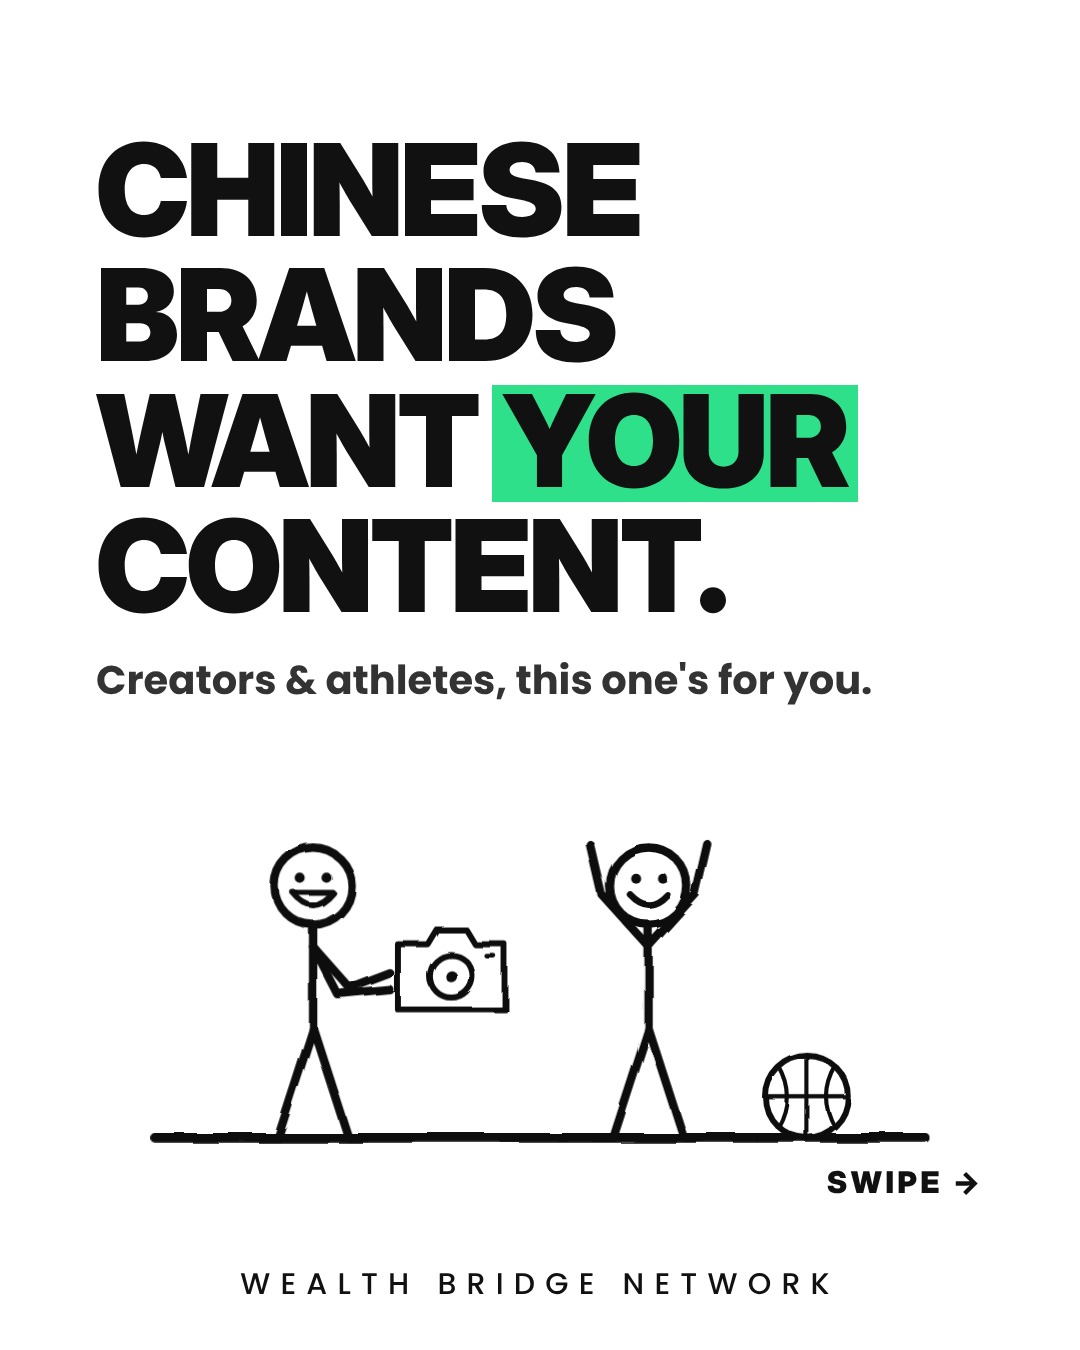 CHINESE
BRANDS
WANT YOUR
CONTENT.
Creators & athletes, this one's for you.
SWIPE →
WEALTH BRIDGE NETWORK